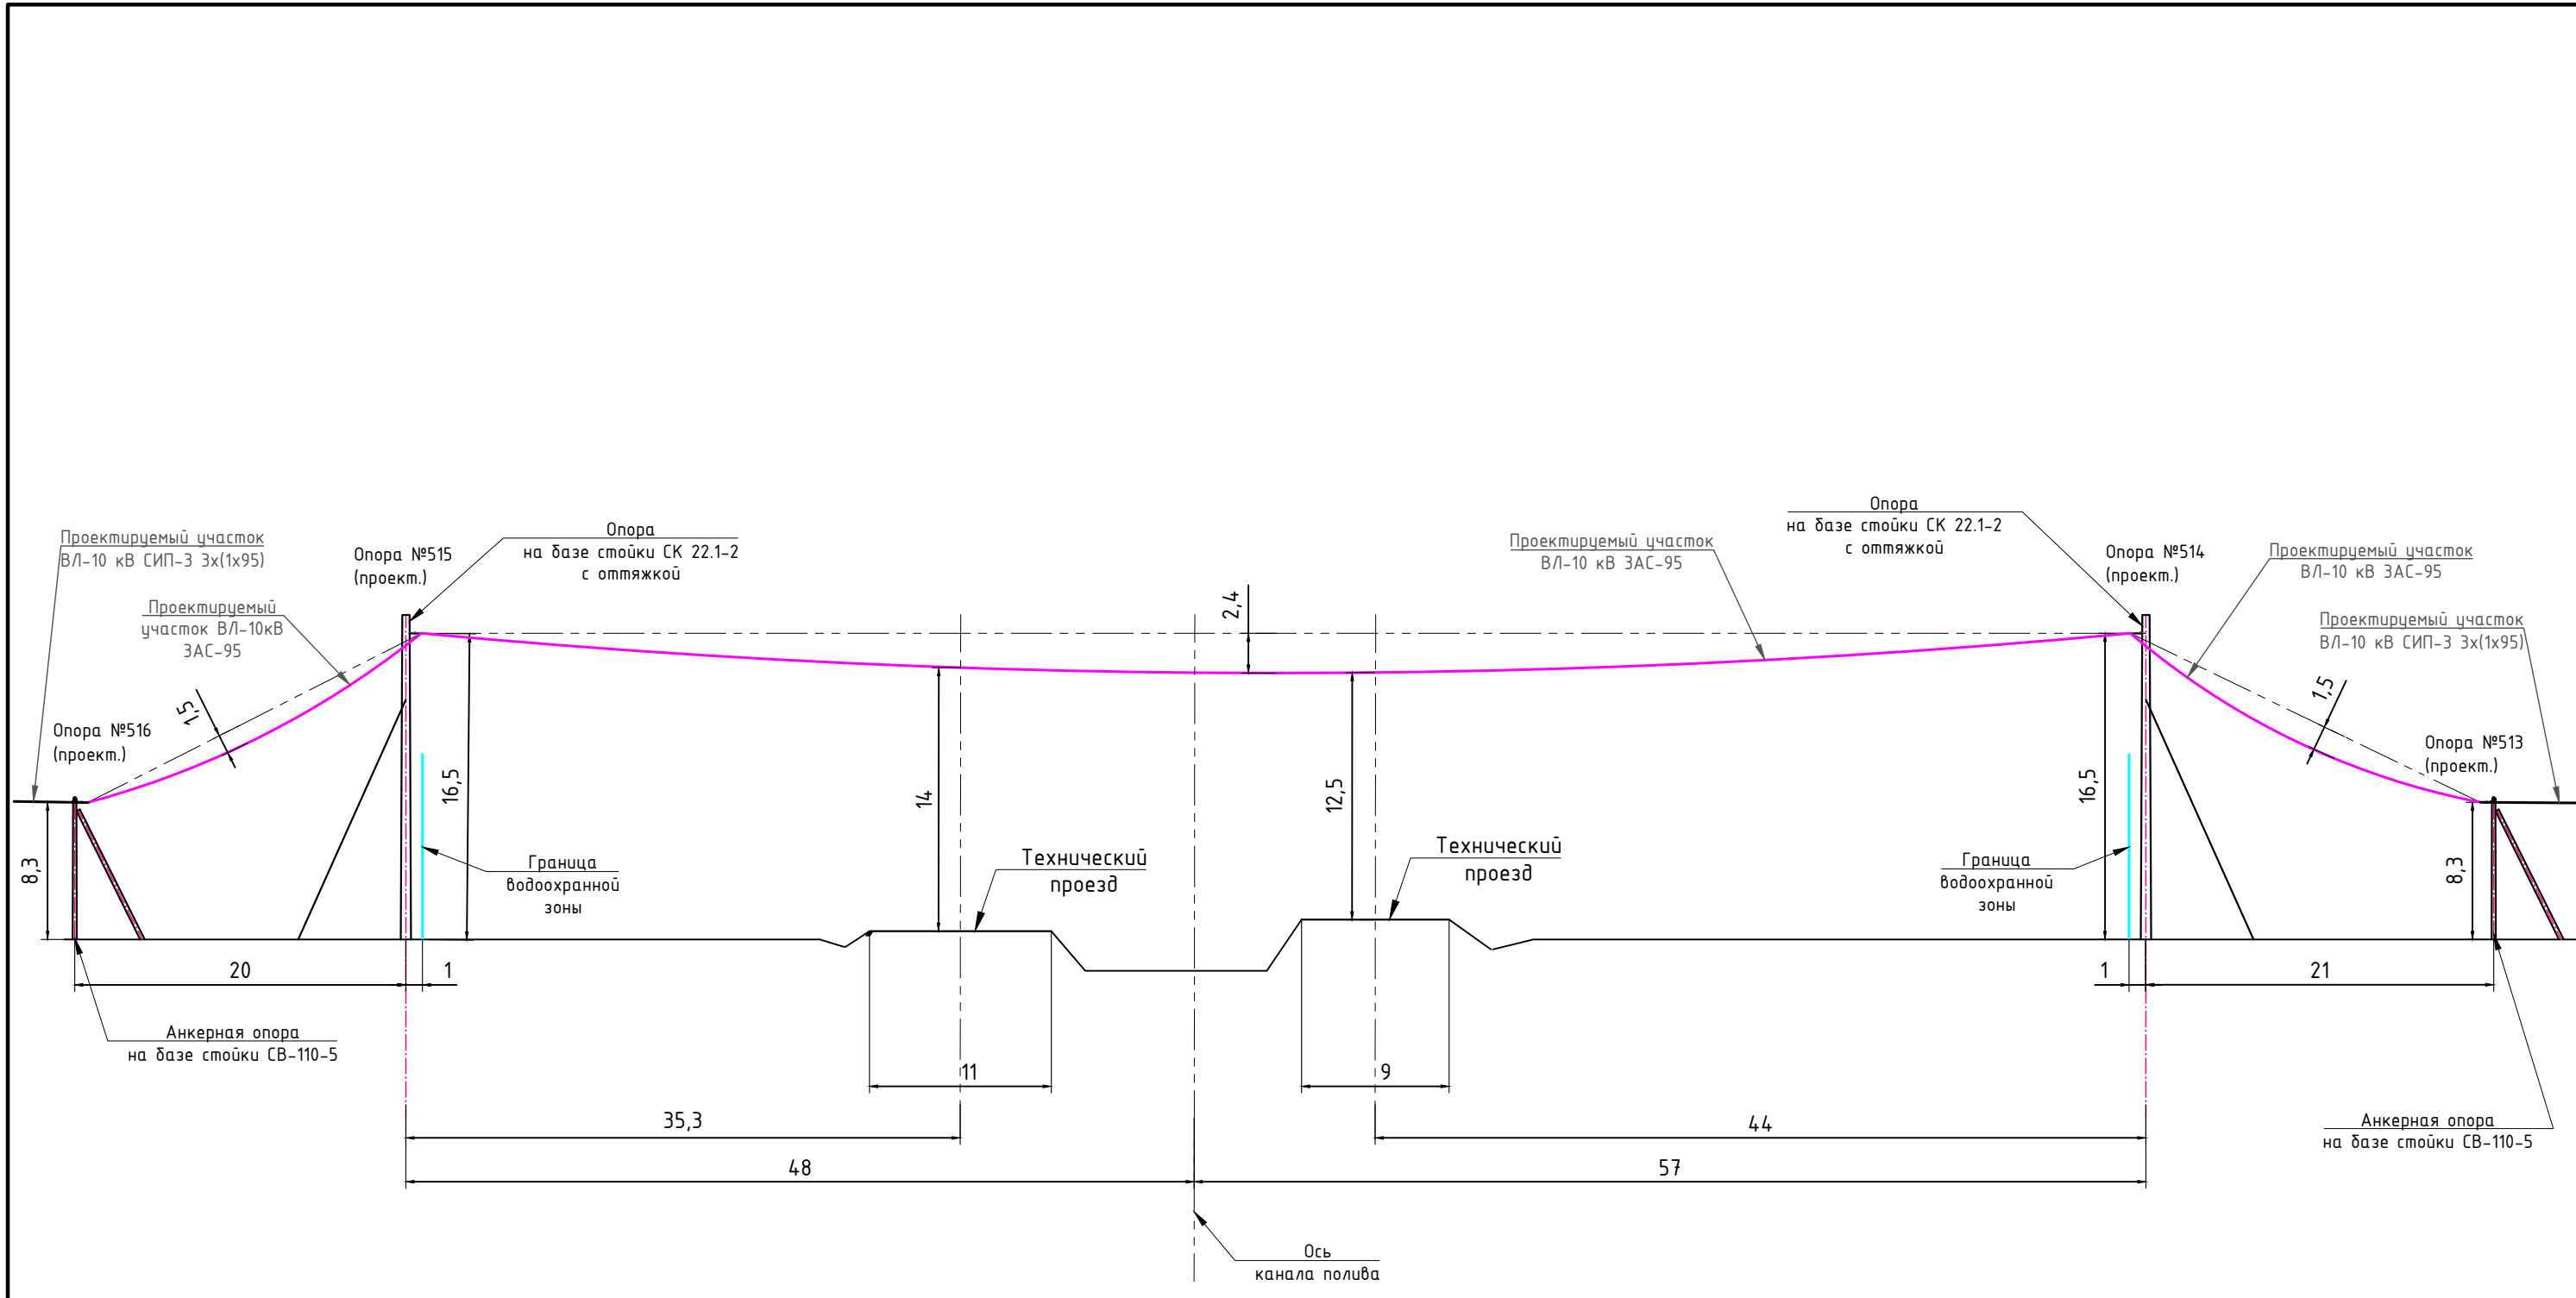 Проектируемый участок
ВЛ-10 кВ СИП-3 3х(1х95)
Опора №515
(проект.)
Опора
на базе стойки СК 22.1-2
с оттяжкой
Проектируемый
участок ВЛ-10кВ
3АС-95
1,5
Опора №516
(проект.)
8,3
16,5
Граница
водоохранной
зоны
20
1
Анкерная опора
на базе стойки СВ-110-5
14
Технический
проезд
2,4
12,5
Технический
проезд
11
9
35,3
44
48
57
Ось
канала полива
Проектируемый участок
ВЛ-10 кВ 3АС-95
Опора
на базе стойки СК 22.1-2
с оттяжкой
Опора №514
(проект.)
Проектируемый участок
ВЛ-10 кВ 3АС-95
Проектируемый участок
ВЛ-10 кВ СИП-3 3х(1х95)
1,5
Опора №513
(проект.)
16,5
8,3
Граница
водоохранной
зоны
1
21
Анкерная опора
на базе стойки СВ-110-5